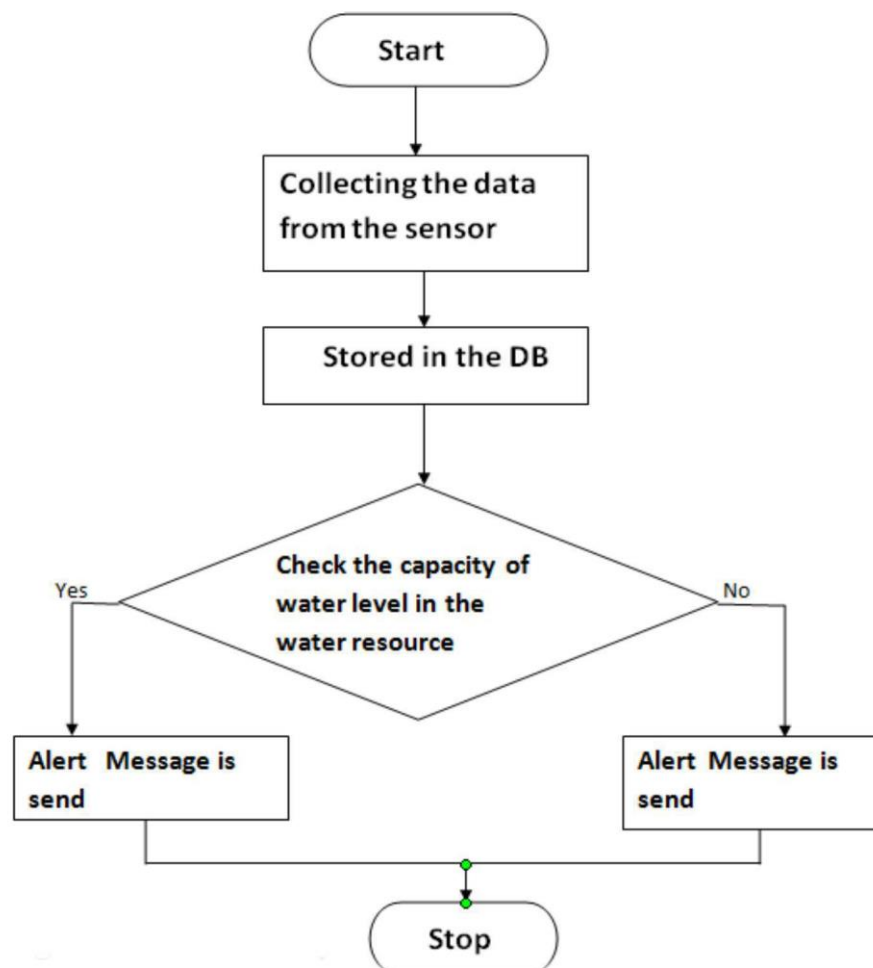 Start
Collecting the data
from the sensor
Stored in the DB
Check the capacity of
water level in the
water resource
Yes
No
Alert Message is
send
Alert Message is
send
Stop